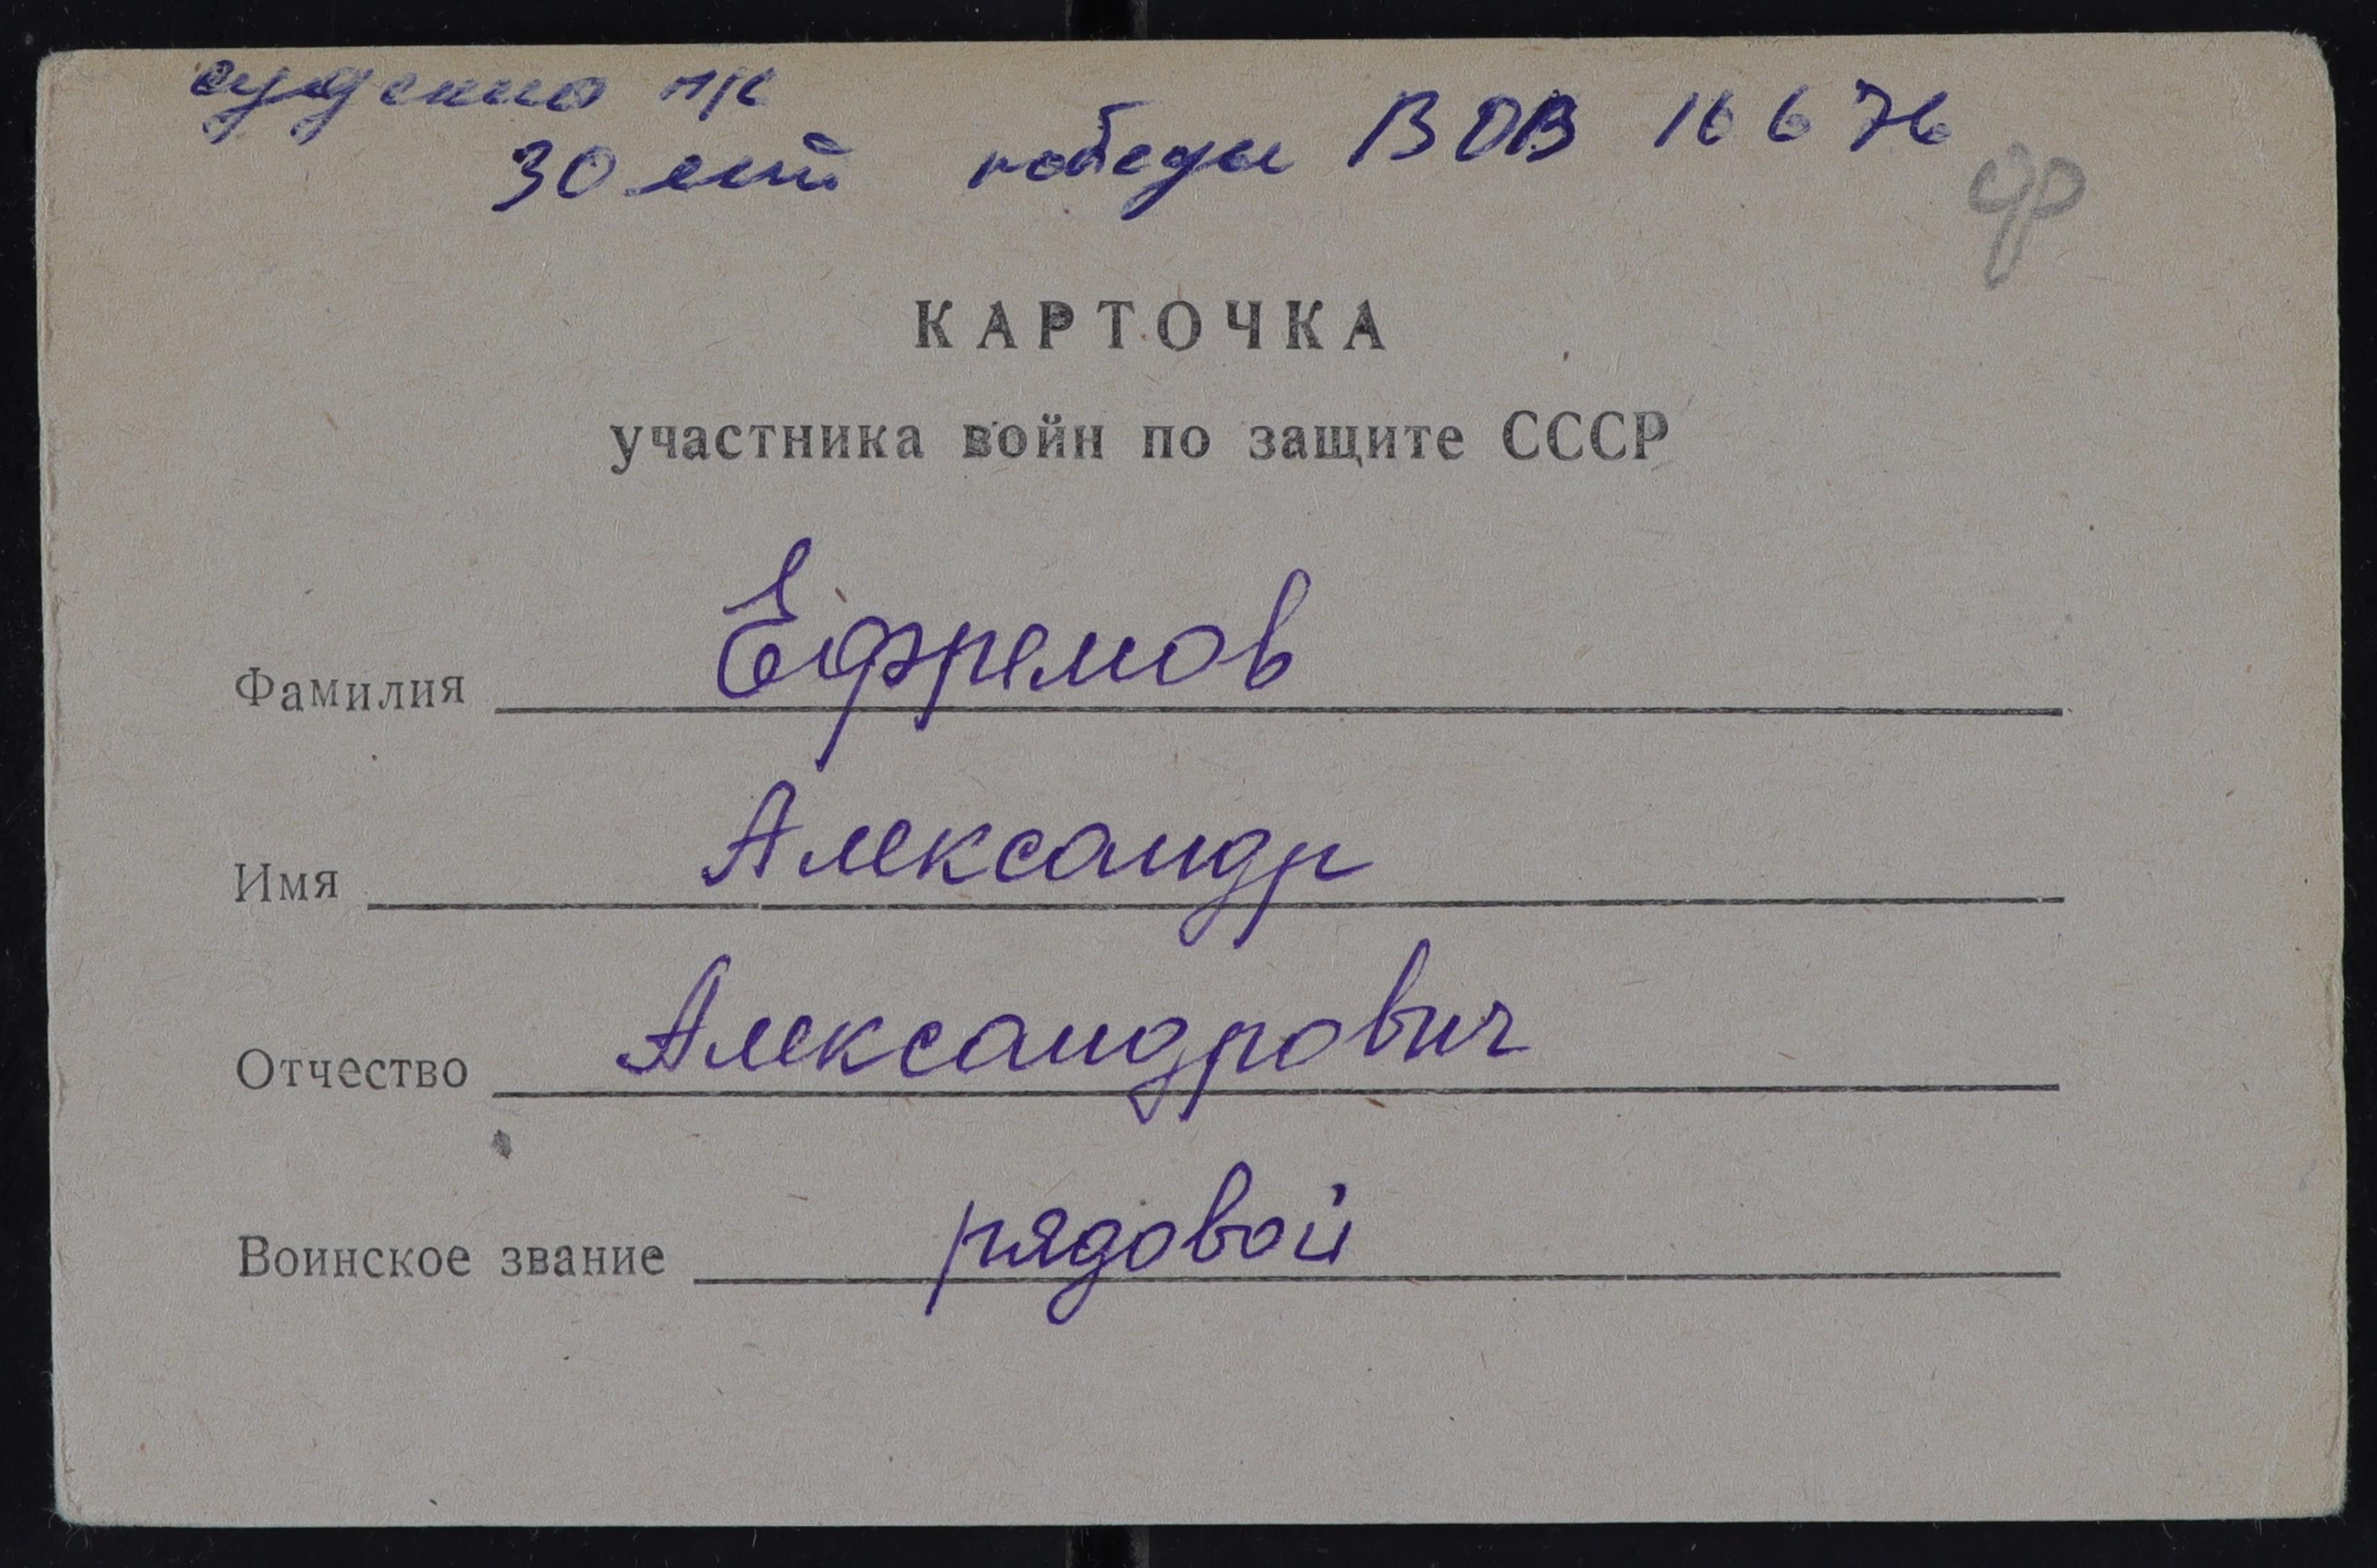 30 лет победы ВОВ 16 6 76
КАРТОЧКА
участника войн по защите СССР
Фамилия Ефремов
Имя Александр
Отчество Александрович
Воинское звание рядовой